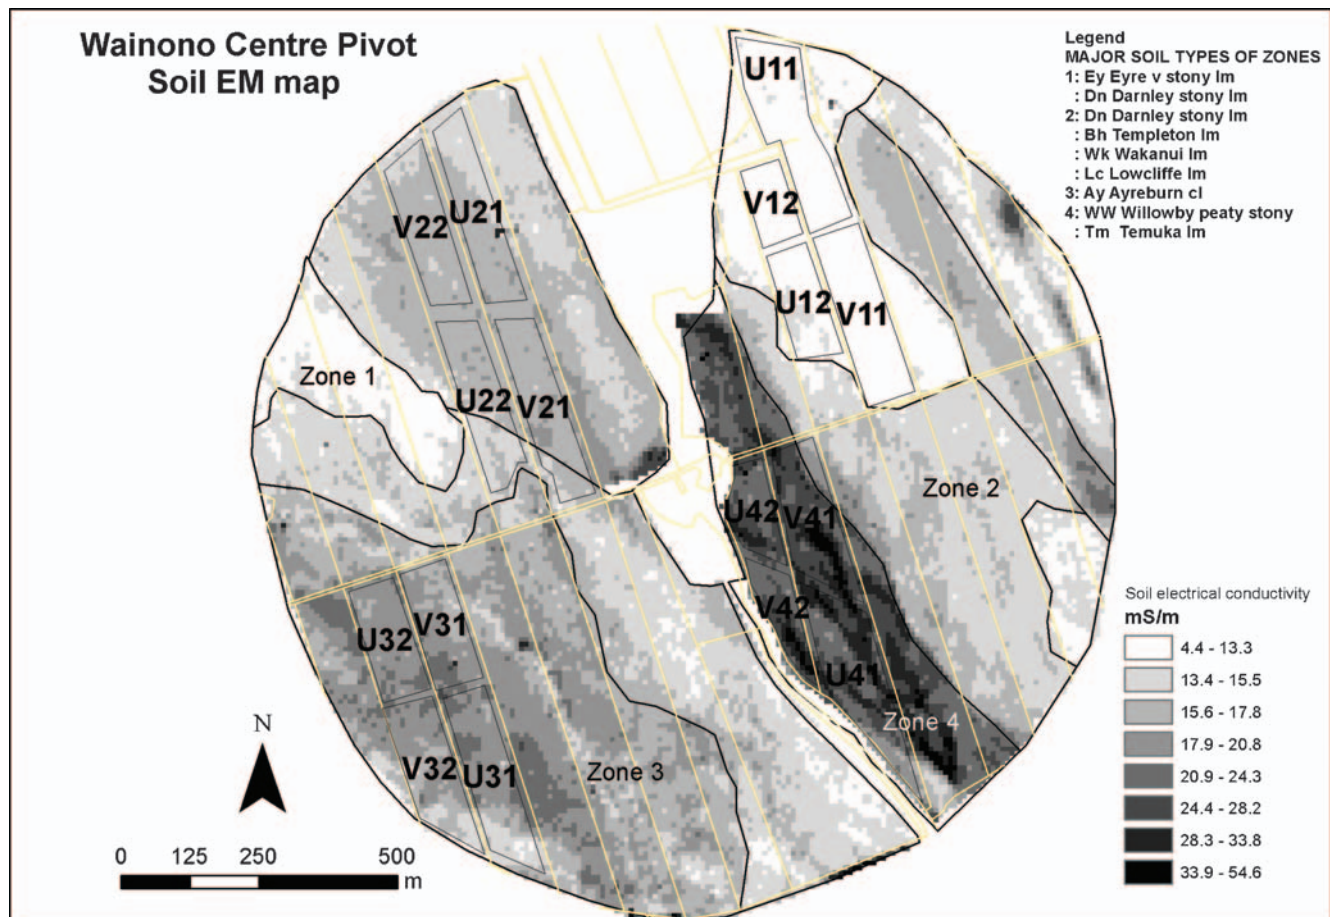 Wainono Centre Pivot
Soil EM map
Legend
MAJOR SOIL TYPES OF ZONES
1: Ey Eyre v stony lm
: Dn Darnley stony lm
2: Dn Darnley stony lm
: Bh Templeton lm
: Wk Wakanui lm
: Lc Lowcliffe lm
3: Ay Ayreburn cl
4: WW Willowby peaty stony
: Tm Temuka lm
U11
V12
U21
V22
U12
V11
Zone 1
U22
V21
Zone 2
U42
V41
V42
V31
U32
U41
Zone 4
V32
U31
Zone 3
N
0 125 250 500
m
Soil electrical conductivity
mS/m
4.4 - 13.3
13.4 - 15.5
15.6 - 17.8
17.9 - 20.8
20.9 - 24.3
24.4 - 28.2
28.3 - 33.8
33.9 - 54.6